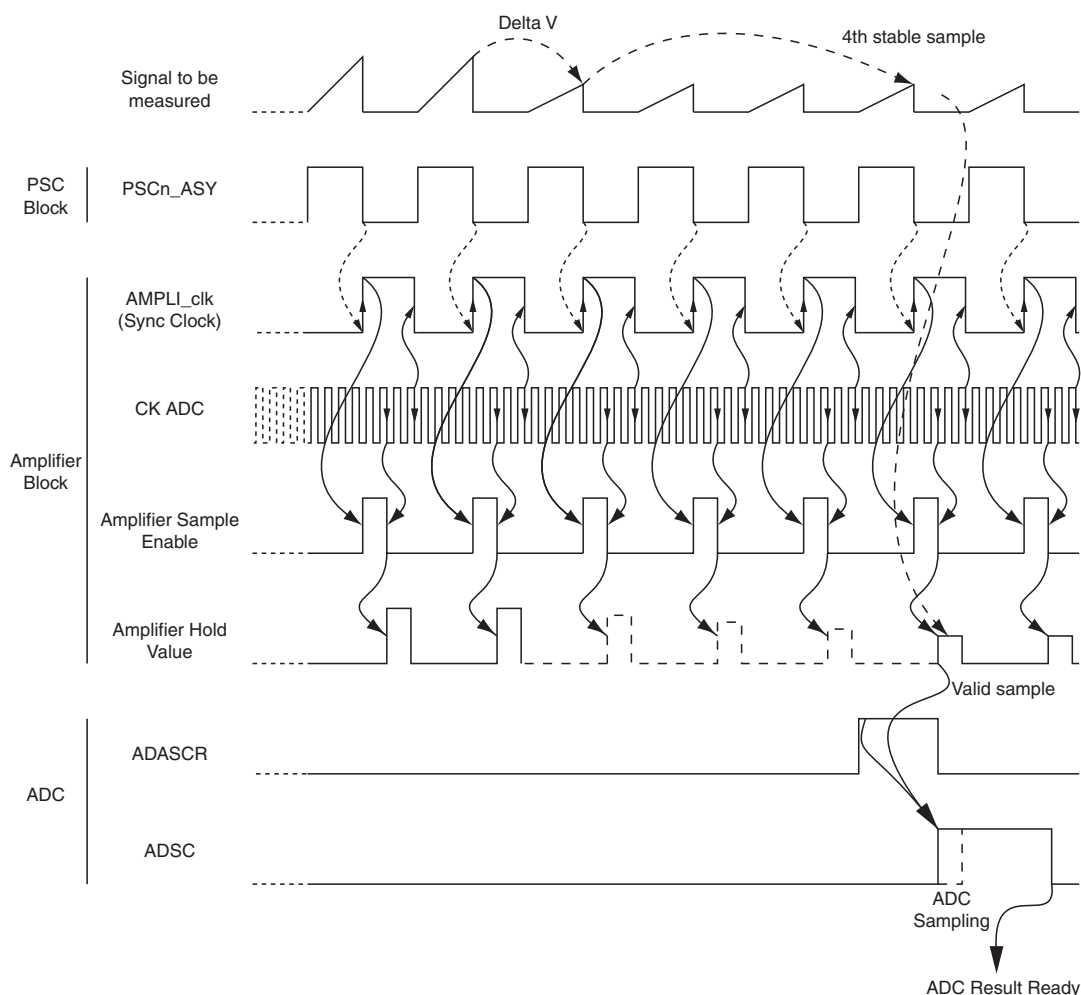 Delta V
4th stable sample
Signal to be
measured
PSC
Block
PSCn_ASY
AMPLI_clk
(Sync Clock)
CK ADC
Amplifier
Block
Amplifier Sample
Enable
Amplifier Hold
Value
Valid sample
ADASCR
ADC
ADSC
ADC
Sampling
ADC Result Ready